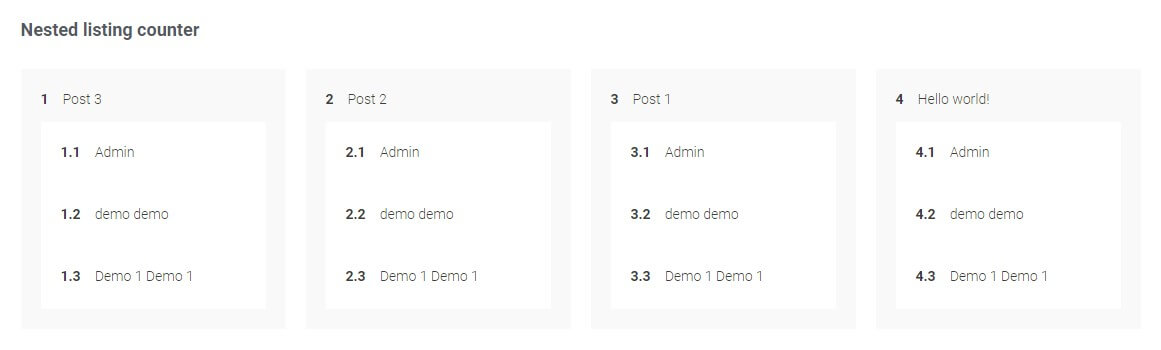 Nested listing counter
1 Post 3
1.1 Admin
1.2 demo demo
1.3 Demo 1 Demo 1
2 Post 2
2.1 Admin
2.2 demo demo
2.3 Demo 1 Demo 1
3 Post 1
3.1 Admin
3.2 demo demo
3.3 Demo 1 Demo 1
4 Hello world!
4.1 Admin
4.2 demo demo
4.3 Demo 1 Demo 1